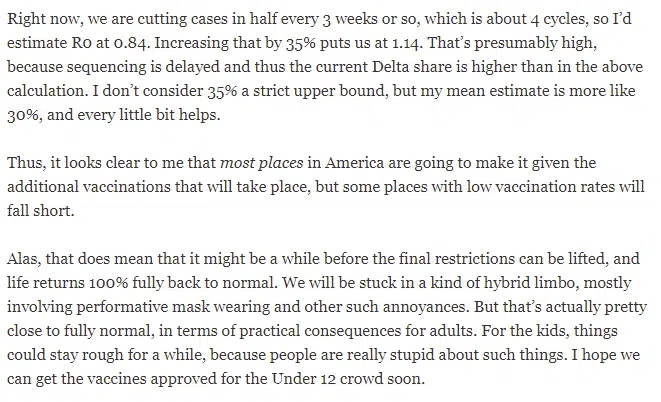 Right now, we are cutting cases in half every 3 weeks or so, which is about 4 cycles, so I’d
estimate R0 at 0.84. Increasing that by 35% puts us at 1.14. That’s presumably high,
because sequencing is delayed and thus the current Delta share is higher than in the above
calculation. I don’t consider 35% a strict upper bound, but my mean estimate is more like
30%, and every little bit helps.
Thus, it looks clear to me that most places in America are going to make it given the
additional vaccinations that will take place, but some places with low vaccination rates will
fall short.
Alas, that does mean that it might be a while before the final restrictions can be lifted, and
life returns 100% fully back to normal. We will be stuck in a kind of hybrid limbo, mostly
involving performative mask wearing and other such annoyances. But that’s actually pretty
close to fully normal, in terms of practical consequences for adults. For the kids, things
could stay rough for a while, because people are really stupid about such things. I hope we
can get the vaccines approved for the Under 12 crowd soon.